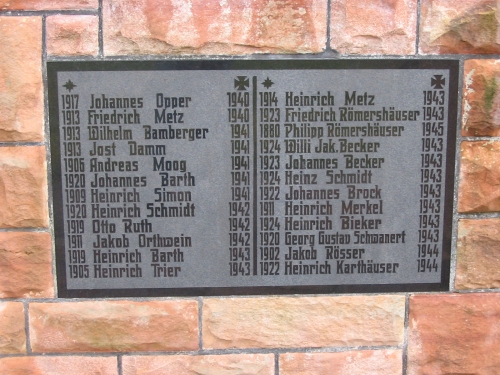 1917 Johannes Opper 1940
1913 Friedrich Metz 1940
1913 Wilhelm Bamberger 1941
1913 Jost Damm 1941
1906 Andreas Moog 1941
1920 Johannes Barth 1941
1909 Heinrich Simon 1941
1920 Heinrich Schmidt 1942
1919 Otto Ruth 1942
1911 Jakob Orthwein 1942
1919 Heinrich Barth 1943
1905 Heinrich Trier 1943
1914 Heinrich Metz 1943
1923 Friedrich Römershäuser 1943
1880 Philipp Römershäuser 1945
1924 Willi Jak. Becker 1943
1923 Johannes Becker 1943
1924 Heinz Schmidt 1943
1922 Johannes Brock 1943
1911 Heinrich Merkel 1943
1924 Heinrich Bieker 1943
1920 Georg Gustav Schwanert 1943
1902 Jakob Rösser 1944
1922 Heinrich Karthäuser 1944